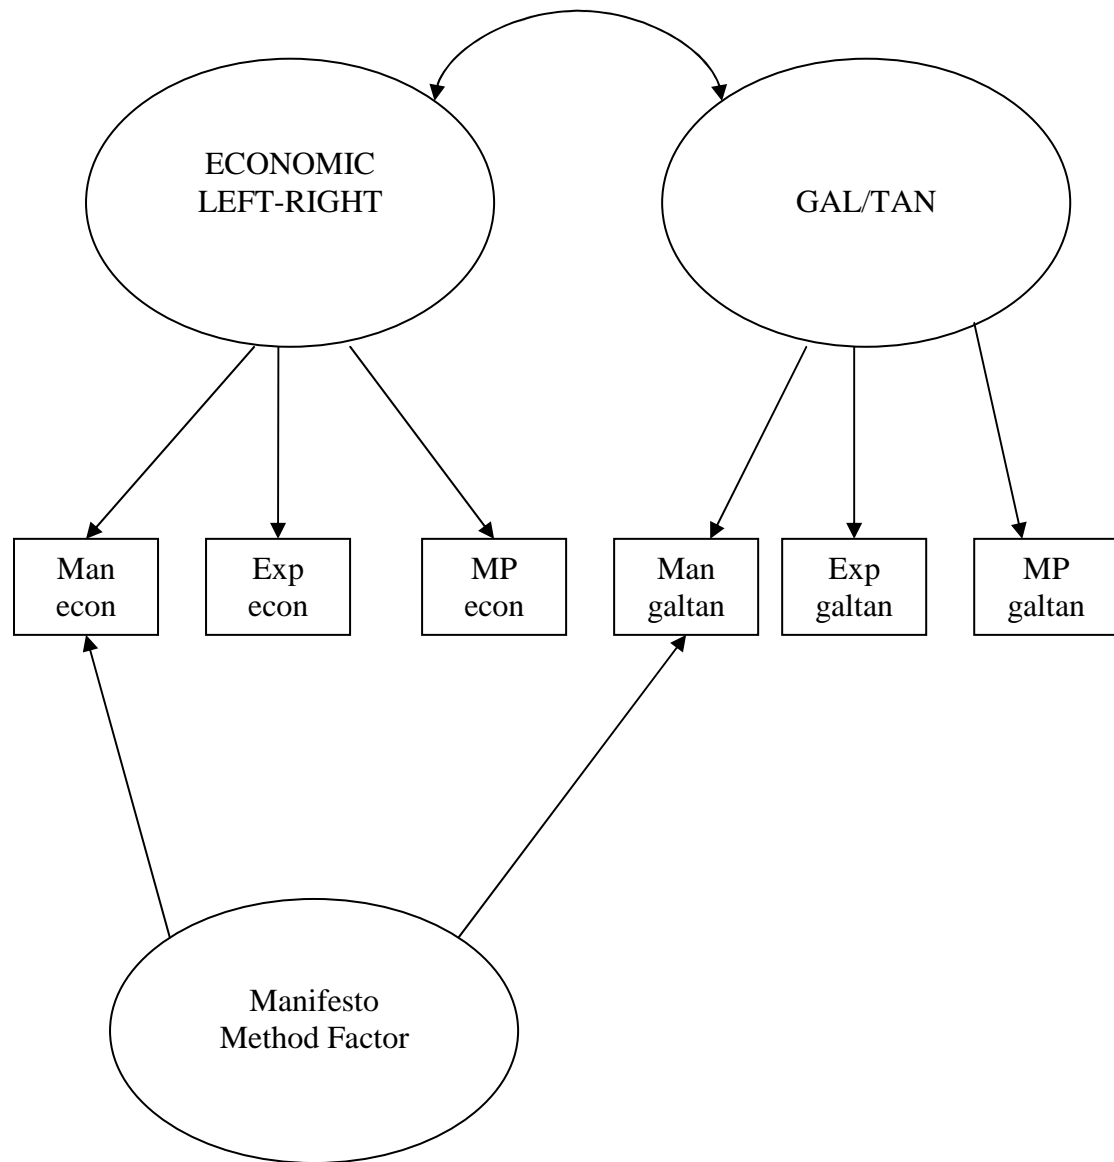 ECONOMIC
LEFT-RIGHT
GAL/TAN
Man
econ
Exp
econ
MP
econ
Man
galtan
Exp
galtan
MP
galtan
Manifesto
Method Factor